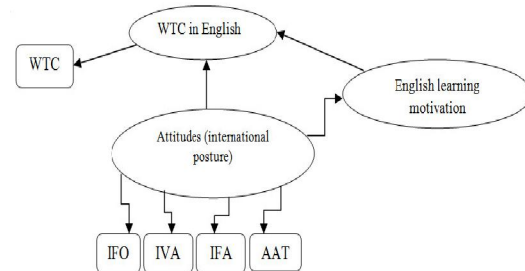 WTC in English
WTC
English learning
motivation
Attitudes (international
posture)
IFO
IVA
IFA
AAT